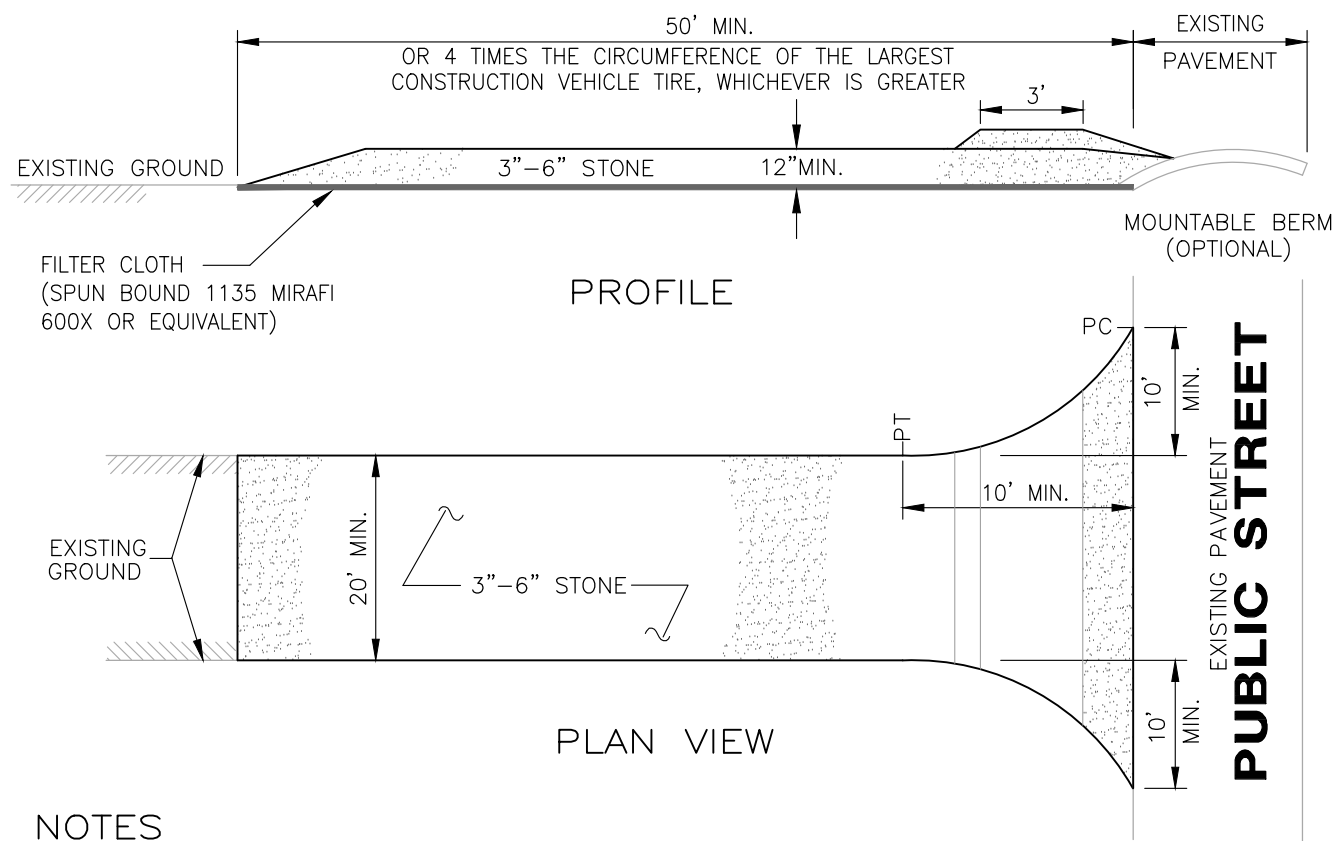 50' MIN.
OR 4 TIMES THE CIRCUMFERENCE OF THE LARGEST
CONSTRUCTION VEHICLE TIRE, WHICHEVER IS GREATER
EXISTING
PAVEMENT
3'
EXISTING GROUND
3"-6" STONE
12"MIN.
MOUNTABLE BERM
(OPTIONAL)
FILTER CLOTH
(SPUN BOUND 1135 MIRAFI
600X OR EQUIVALENT)
PROFILE
PC
10'
MIN.
PT
10' MIN.
EXISTING
GROUND
20' MIN.
3"-6" STONE
EXISTING PAVEMENT
PUBLIC STREET
10'
MIN.
PLAN VIEW
NOTES